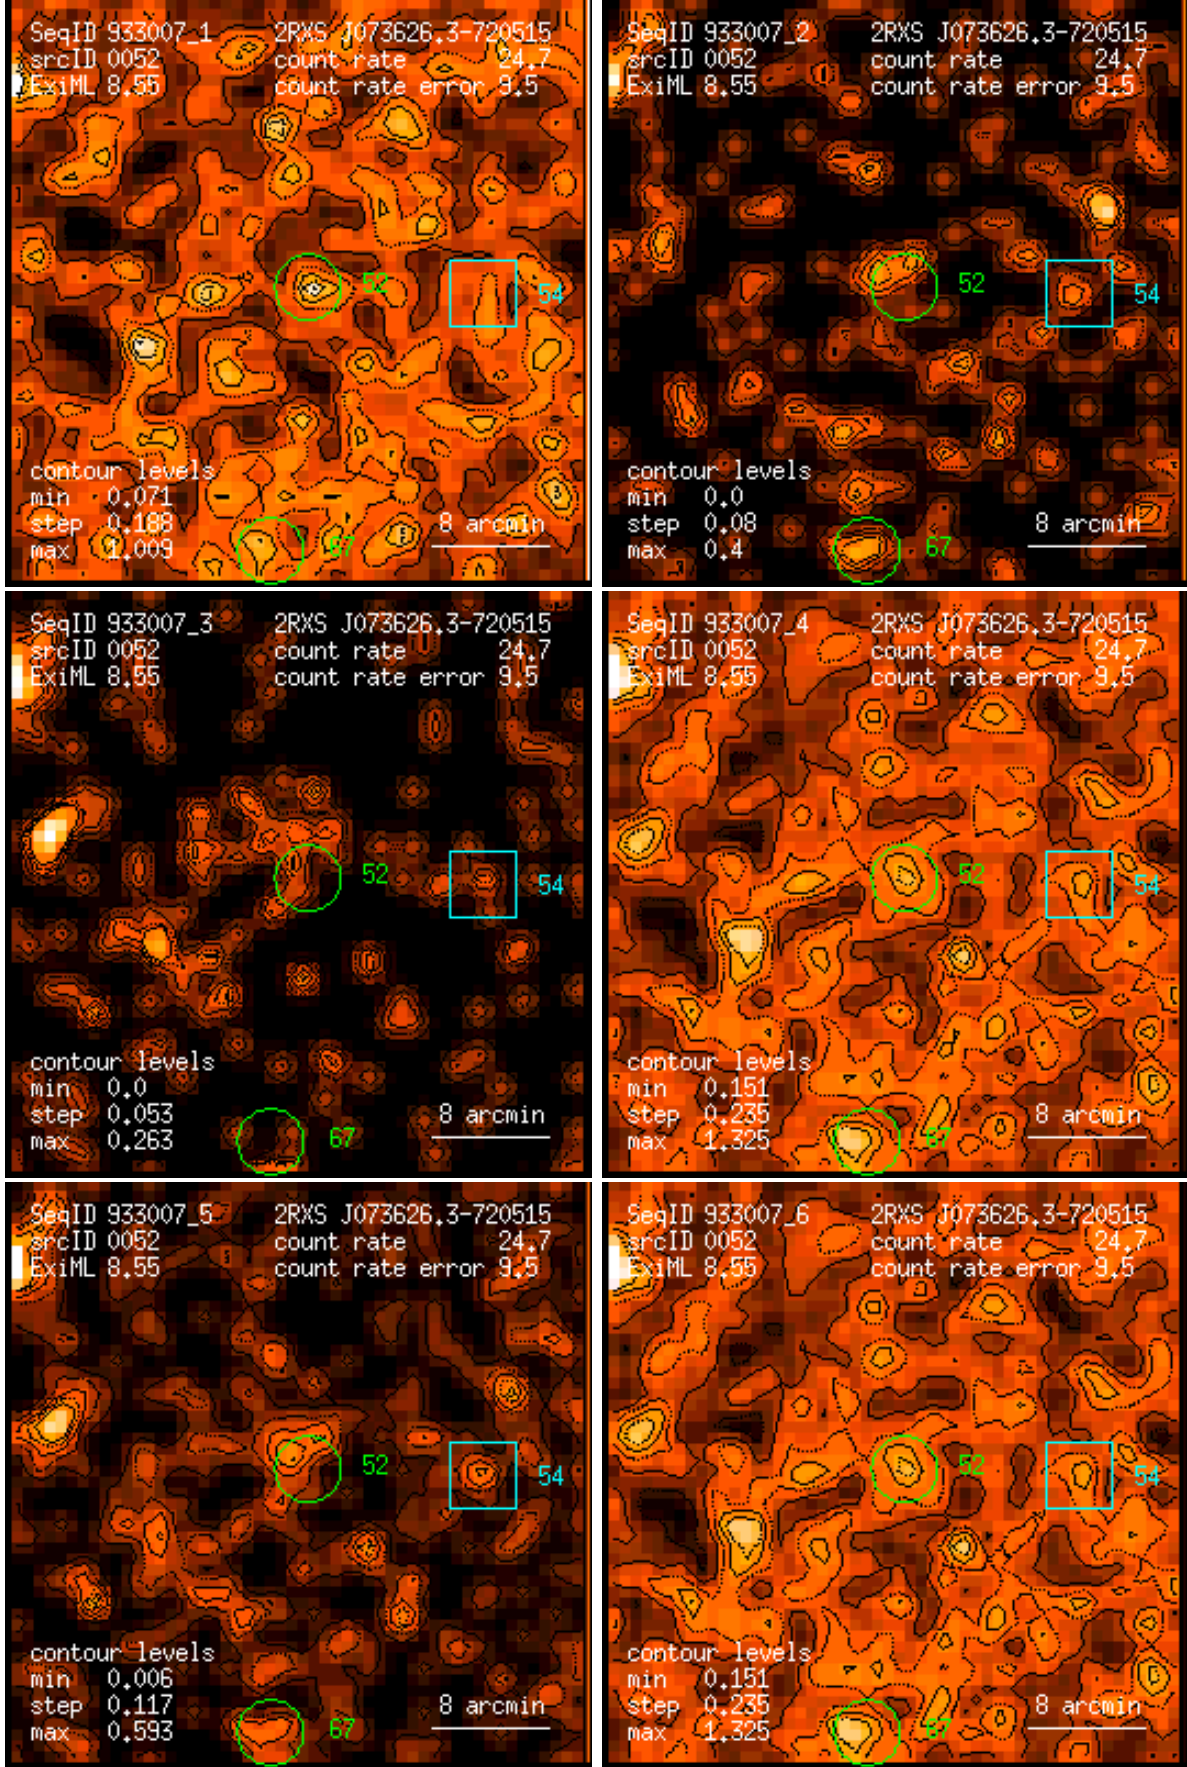 SeqID 933007_1 2RXS J073626.3-720515
srcID 0052 count rate 24.7
ExiML 8.55 count rate error 9.5
52
54
contour levels
min 0.071
step 0.188 8 arcmin
max 1.009 67
SeqID 933007_2 2RXS J073626.3-720515
srcID 0052 count rate 24.7
ExiML 8.55 count rate error 9.5
52
54
contour levels
min 0.0
step 0.08 8 arcmin
max 0.4 67
SeqID 933007_3 2RXS J073626.3-720515
srcID 0052 count rate 24.7
ExiML 8.55 count rate error 9.5
52
54
contour levels
min 0.0
step 0.053 8 arcmin
max 0.263 67
SeqID 933007_4 2RXS J073626.3-720515
srcID 0052 count rate 24.7
ExiML 8.55 count rate error 9.5
52
54
contour levels
min 0.151
step 0.235 8 arcmin
max 1.325 67
SeqID 933007_5 2RXS J073626.3-720515
srcID 0052 count rate 24.7
ExiML 8.55 count rate error 9.5
52
54
contour levels
min 0.006
step 0.117 8 arcmin
max 0.593 67
SeqID 933007_6 2RXS J073626.3-720515
srcID 0052 count rate 24.7
ExiML 8.55 count rate error 9.5
52
54
contour levels
min 0.151
step 0.235 8 arcmin
max 1.325 67